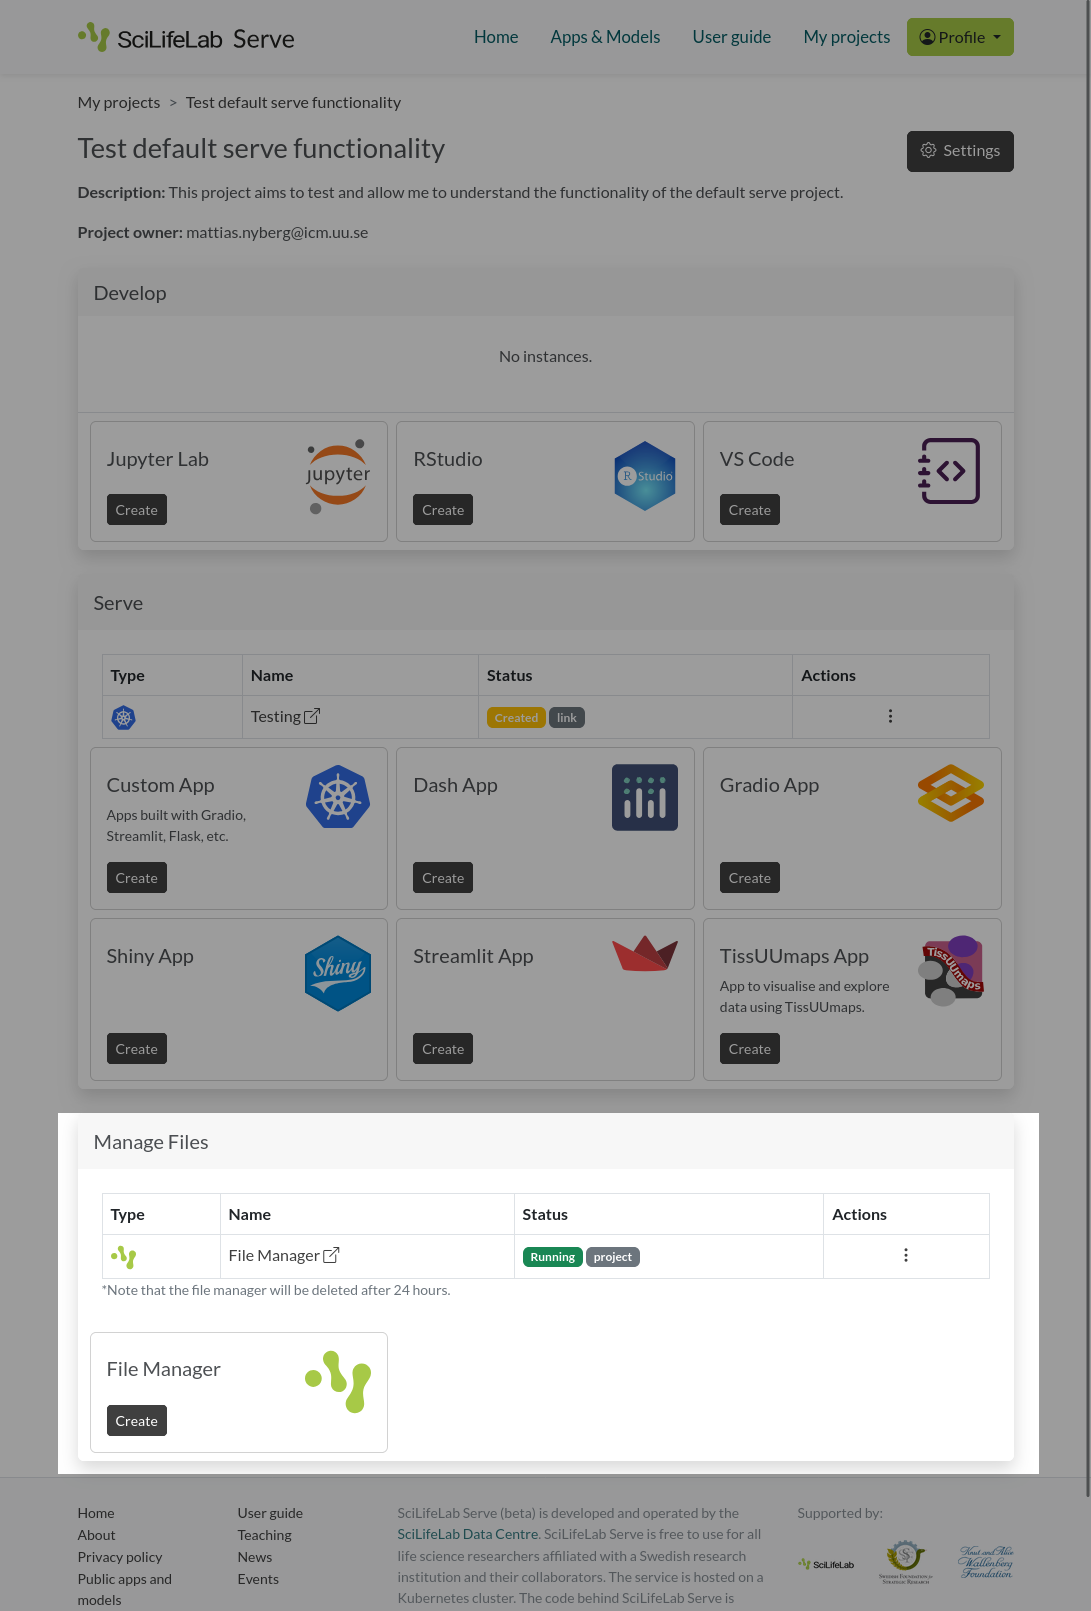 SciLifeLab Serve
Home Apps & Models User guide My projects Profile
My projects > Test default serve functionality
Test default serve functionality
Settings
Description: This project aims to test and allow me to understand the functionality of the default serve project.
Project owner: mattias.nyberg@icm.uu.se
Develop
No instances.
Jupyter Lab
jupyter
Create
RStudio
R Studio
Create
VS Code
Create
Serve
Type Name Status Actions
Testing Created link
Custom App
Apps built with Gradio,
Streamlit, Flask, etc.
Create
Dash App
Create
Gradio App
Create
Shiny App
Shiny
Create
Streamlit App
Create
TissUUmaps App
TissUUmaps
App to visualise and explore
data using TissUUmaps.
Create
Manage Files
Type Name Status Actions
File Manager Running project
*Note that the file manager will be deleted after 24 hours.
File Manager
Create
Home
About
Privacy policy
Public apps and
models
User guide
Teaching
News
Events
SciLifeLab Serve (beta) is developed and operated by the
SciLifeLab Data Centre. SciLifeLab Serve is free to use for all
life science researchers affiliated with a Swedish research
institution and their collaborators. The service is hosted on a
Kubernetes cluster. The code behind SciLifeLab Serve is
Supported by:
SciLifeLab
Swedish Foundation for
Strategic Research
Knut and Alice
Wallenberg
Foundation